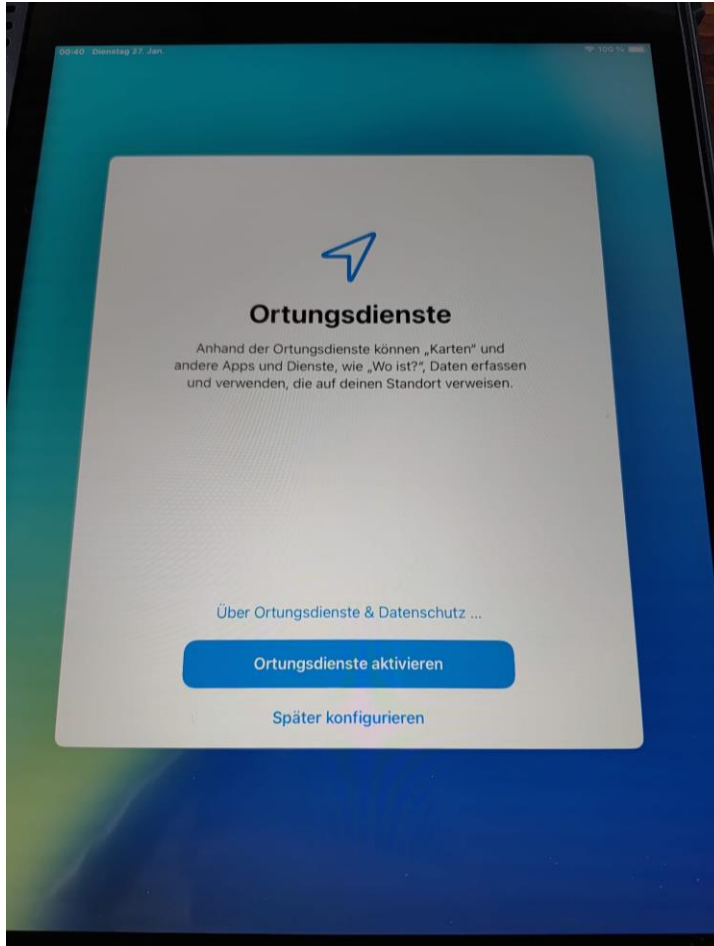 00:40 Dienstag 27. Jan.
100 %
Ortungsdienste
Anhand der Ortungsdienste können „Karten“ und
andere Apps und Dienste, wie „Wo ist?“, Daten erfassen
und verwenden, die auf deinen Standort verweisen.
Über Ortungsdienste & Datenschutz ...
Ortungsdienste aktivieren
Später konfigurieren